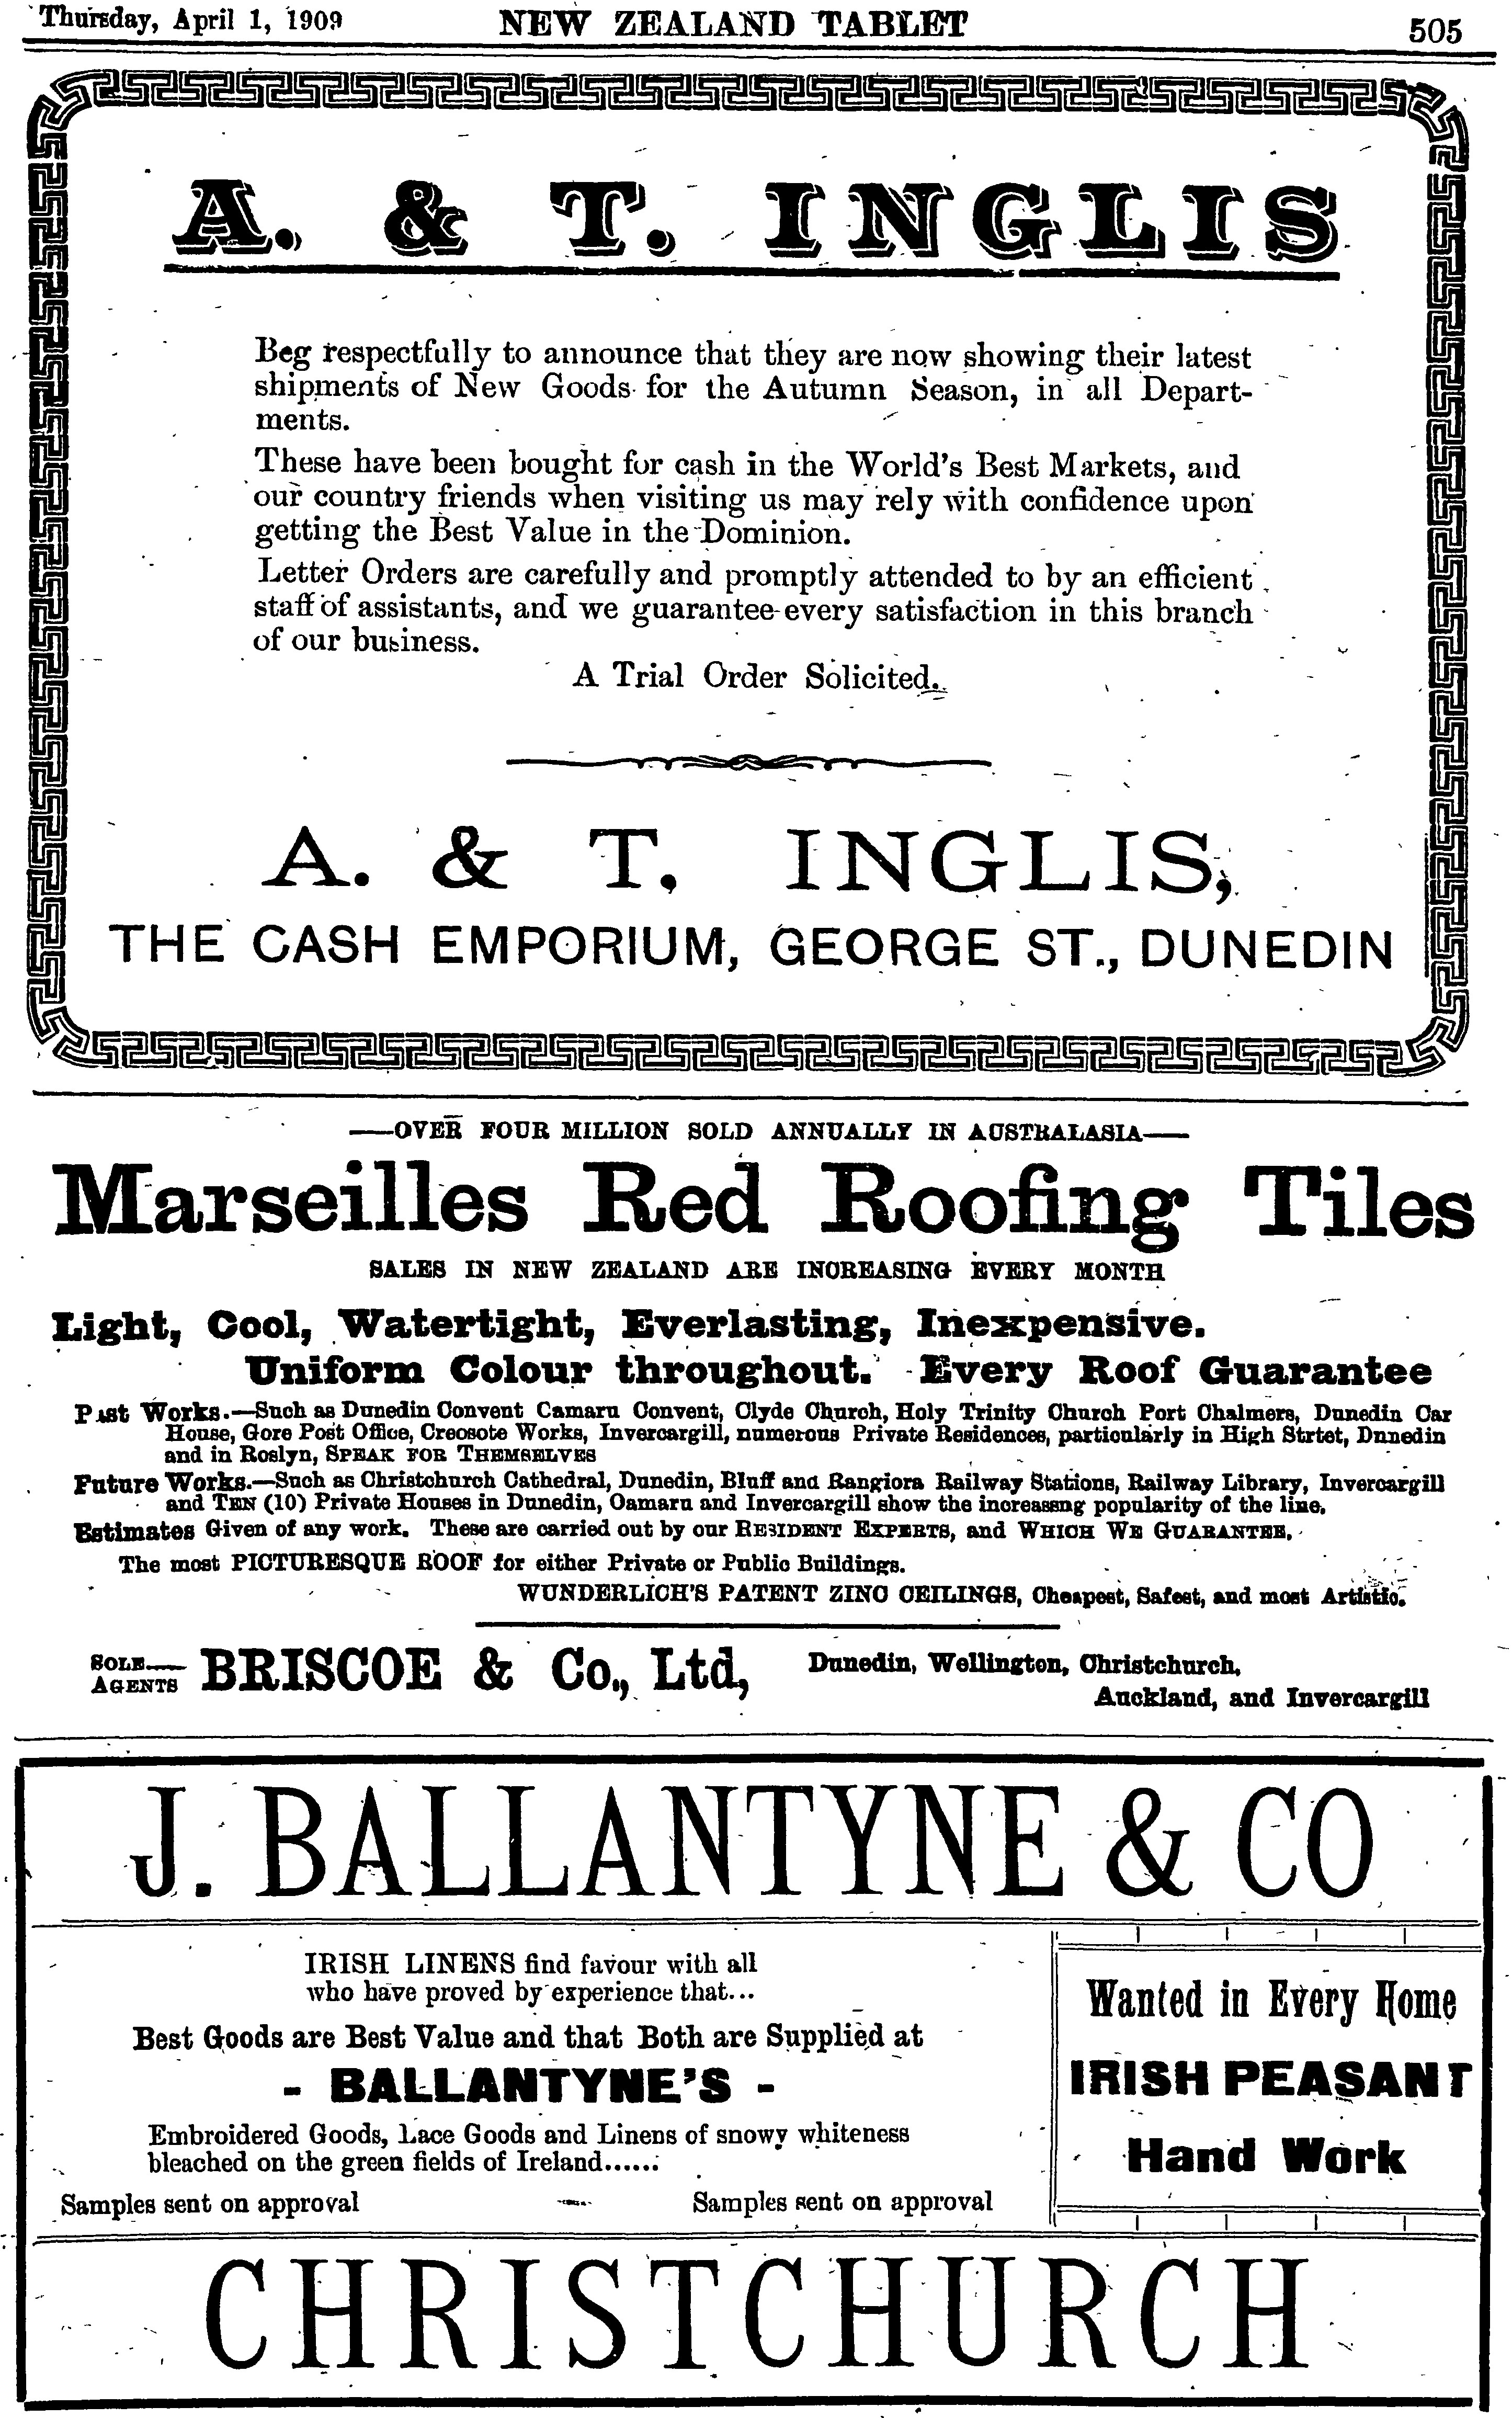 Thursday, April 1, 1909 NEW ZEALAND TABLET 505
A. & T. INGLIS
Beg respectfully to announce that they are now showing their latest
shipments of New Goods for the Autumn Season, in all Depart-
ments.
These have been bought for cash in the World's Best Markets, and
our country friends when visiting us may rely with confidence upon
getting the Best Value in the Dominion.
Letter Orders are carefully and promptly attended to by an efficient
staff of assistants, and we guarantee every satisfaction in this branch
of our business.
A Trial Order Solicited.
A. & T. INGLIS,
THE CASH EMPORIUM, GEORGE ST., DUNEDIN
—OVER FOUR MILLION SOLD ANNUALLY IN AUSTRALASIA—
Marseilles Red Roofing Tiles
SALES IN NEW ZEALAND ARE INCREASING EVERY MONTH
Light, Cool, Watertight, Everlasting, Inexpensive.
Uniform Colour throughout. Every Roof Guarantee
Past Works.—Such as Dunedin Convent Camaru Convent, Clyde Church, Holy Trinity Church Port Chalmers, Dunedin Car
House, Gore Post Office, Creosote Works, Invercargill, numerous Private Residences, particularly in High Strtet, Dunedin
and in Roslyn, SPEAK FOR THEMSELVES
Future Works.—Such as Christchurch Cathedral, Dunedin, Bluff and Rangiora Railway Stations, Railway Library, Invercargill
and TEN (10) Private Houses in Dunedin, Oamaru and Invercargill show the increassng popularity of the line.
Estimates Given of any work. These are carried out by our RESIDENT EXPERTS, and WHICH WE GUARANTEE.
The most PICTURESQUE ROOF for either Private or Public Buildings.
WUNDERLICH'S PATENT ZINC CEILINGS, Cheapest, Safest, and most Artistic.
SOLE—
AGENTS BRISCOE & Co., Ltd, Dunedin, Wellington, Christchurch,
Auckland, and Invercargill
J. BALLANTYNE & CO
IRISH LINENS find favour with all
who have proved by experience that...
Best Goods are Best Value and that Both are Supplied at
- BALLANTYNE'S -
Embroidered Goods, Lace Goods and Linens of snowy whiteness
bleached on the green fields of Ireland......
Samples sent on approval Samples sent on approval
Wanted in Every Home
IRISH PEASANT
Hand Work
CHRISTCHURCH